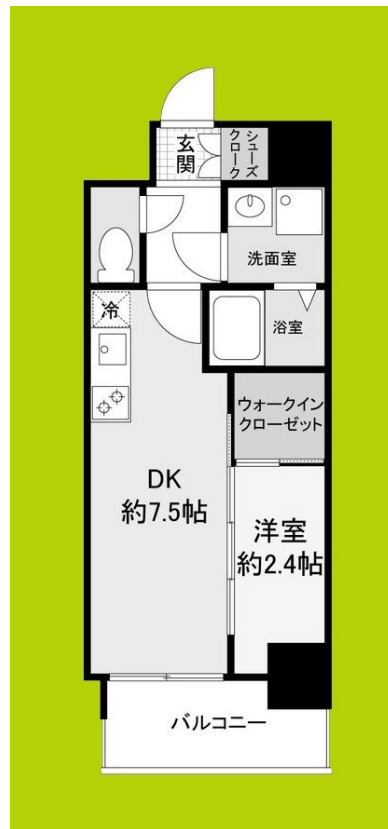 玄
関
シューズ
クローク
洗面室
冷
浴室
ウォークイン
クローゼット
DK
約7.5帖
洋室
約2.4帖
バルコニー